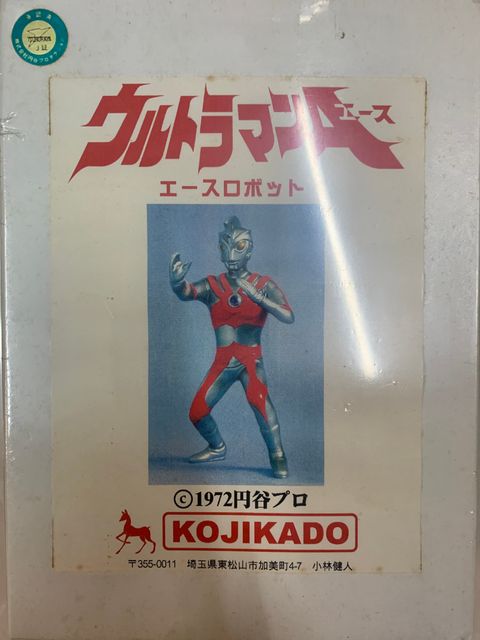 ウルトラマンA エース
エースロボット
©1972円谷プロ
KOJIKADO
〒355-0011 埼玉県東松山市加美町4-7 小林健人